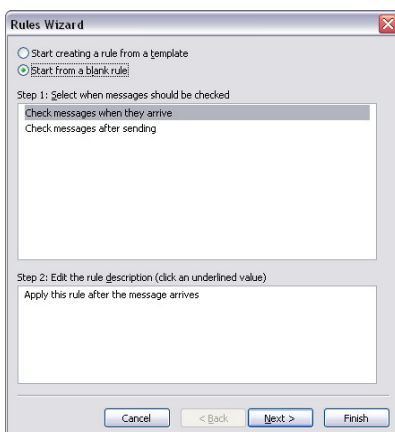 Rules Wizard
Start creating a rule from a template
Start from a blank rule
Step 1: Select when messages should be checked
Check messages when they arrive
Check messages after sending
Step 2: Edit the rule description (click an underlined value)
Apply this rule after the message arrives
Cancel
< Back
Next >
Finish